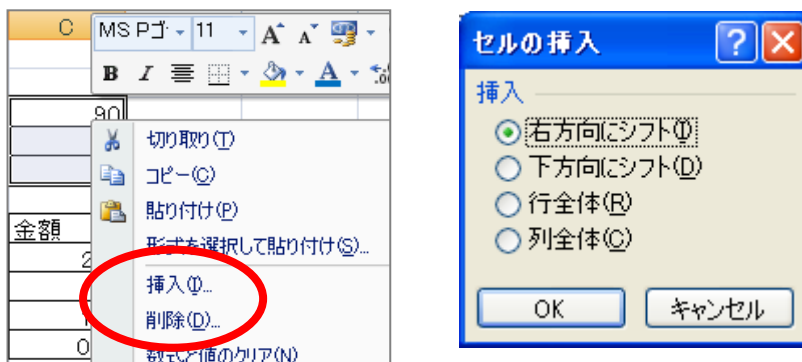 C
MS Pゴ 11 A A
B I A
90
切り取り(T)
コピー(C)
貼り付け(P)
形式を選択して貼り付け(S)...
金額
2
挿入(I)...
削除(D)...
0
数式と値のクリア(N)
セルの挿入
挿入
右方向にシフト(I)
下方向にシフト(D)
行全体(R)
列全体(C)
OK キャンセル